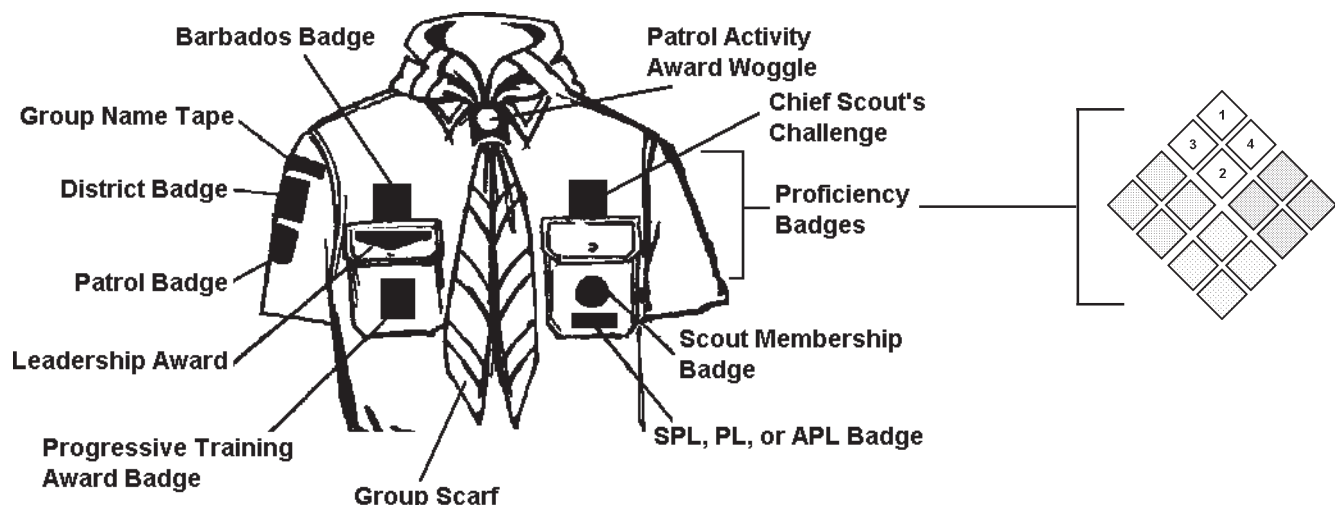 Barbados Badge
Group Name Tape
District Badge
Patrol Badge
Leadership Award
Progressive Training
Award Badge
Group Scarf
Patrol Activity
Award Woggle
Chief Scout's
Challenge
Proficiency
Badges
Scout Membership
Badge
SPL, PL, or APL Badge
1
3
4
2